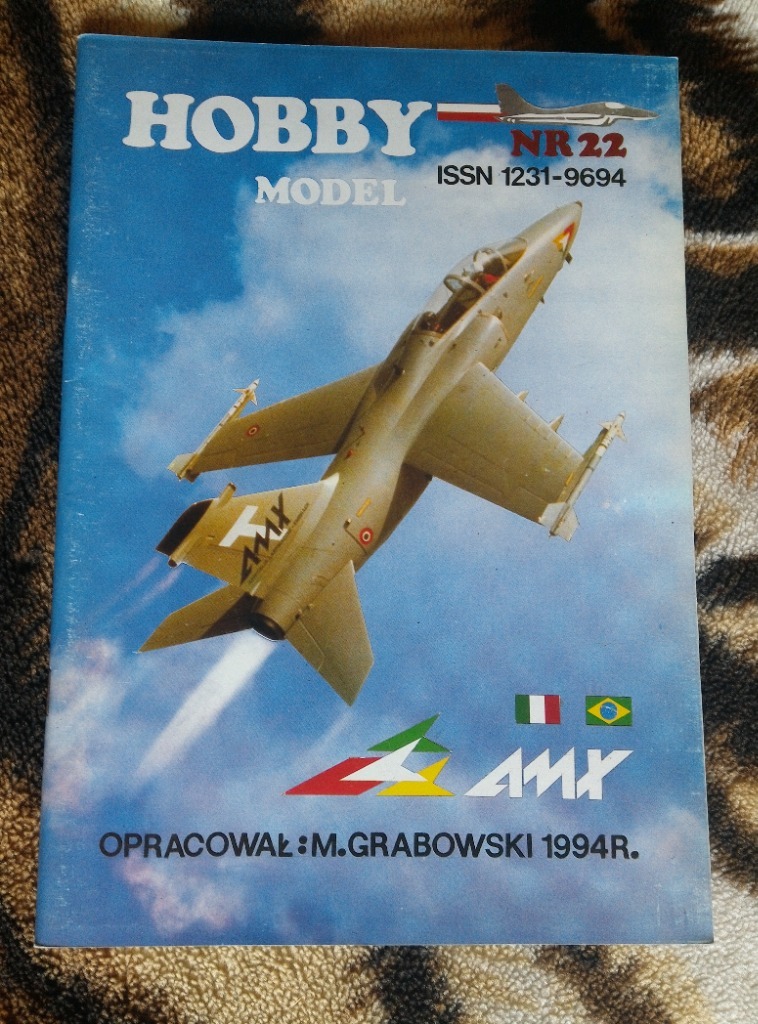 HOBBY
NR 22
MODEL
ISSN 1231-9694
AMX
AMX
OPRACOWAŁ:M.GRABOWSKI 1994R.